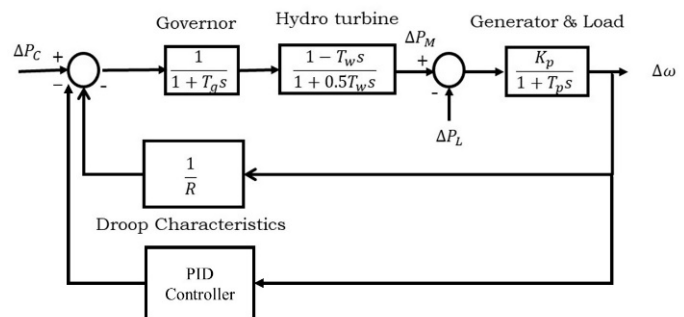 Governor
Hydro turbine
Generator & Load
ΔP_C
+
−
-
1
1 + T_g s
1 − T_w s
1 + 0.5T_w s
ΔP_M
+
-
ΔP_L
K_p
1 + T_p s
Δω
1
R
Droop Characteristics
PID
Controller